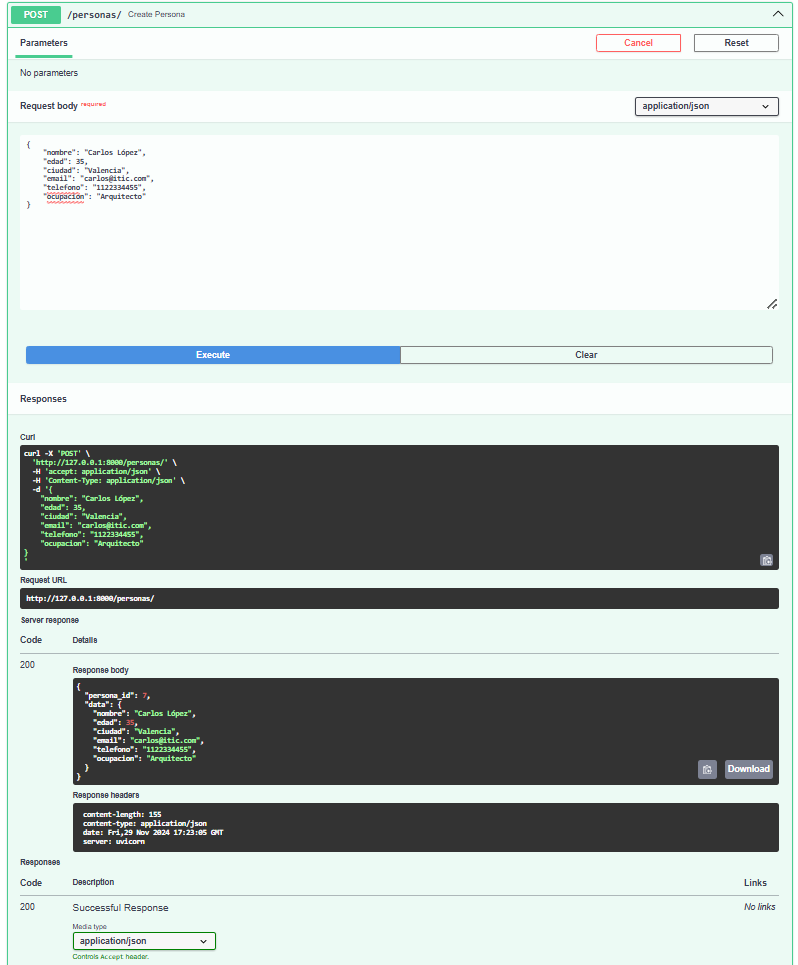 POST /personas/ Create Persona
Parameters Cancel Reset
No parameters
Request body required application/json
{
"nombre": "Carlos López",
"edad": 35,
"ciudad": "Valencia",
"email": "carlos@itic.com",
"telefono": "1122334455",
"ocupacion": "Arquitecto"
}
Execute Clear
Responses
Curl
curl -X 'POST' \
'http://127.0.0.1:8000/personas/' \
-H 'accept: application/json' \
-H 'Content-Type: application/json' \
-d '{
"nombre": "Carlos López",
"edad": 35,
"ciudad": "Valencia",
"email": "carlos@itic.com",
"telefono": "1122334455",
"ocupacion": "Arquitecto"
}
'
Request URL
http://127.0.0.1:8000/personas/
Server response
Code Details
200
Response body
{
"persona_id": 7,
"data": {
"nombre": "Carlos López",
"edad": 35,
"ciudad": "Valencia",
"email": "carlos@itic.com",
"telefono": "1122334455",
"ocupacion": "Arquitecto"
}
}
Download
Response headers
content-length: 155
content-type: application/json
date: Fri,29 Nov 2024 17:23:05 GMT
server: uvicorn
Responses
Code Description Links
200 Successful Response No links
Media type
application/json
Controls Accept header.